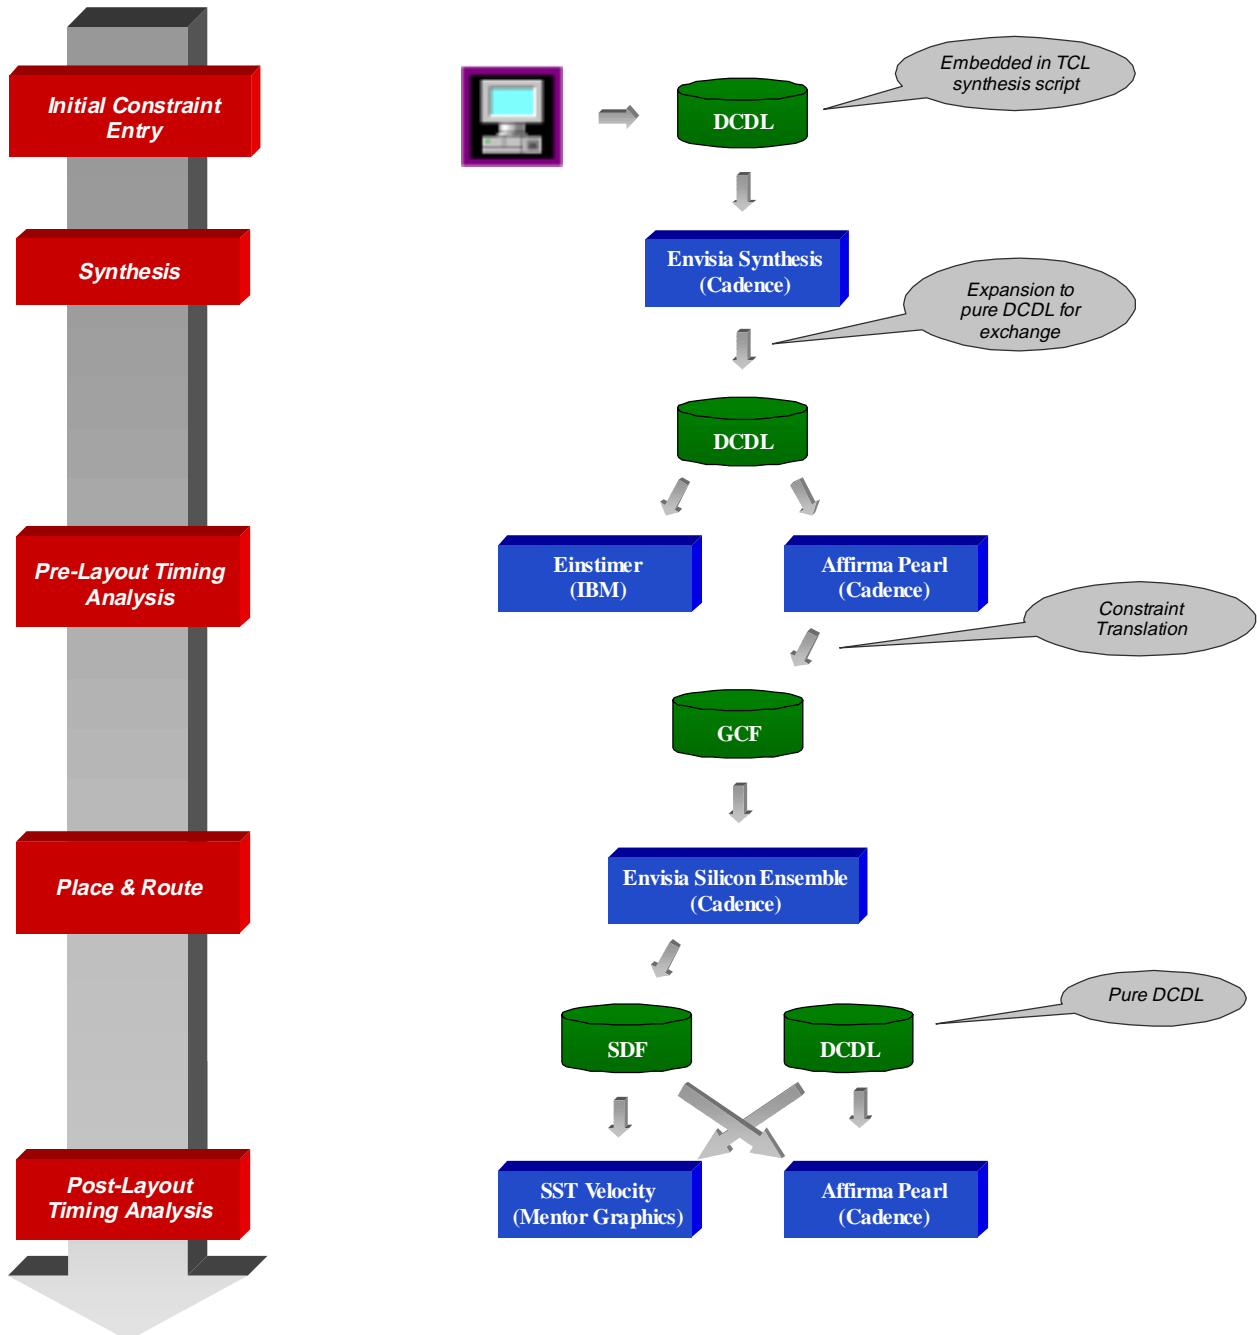 Initial Constraint
Entry
DCDL
Embedded in TCL
synthesis script
Synthesis
Envisia Synthesis
(Cadence)
Expansion to
pure DCDL for
exchange
DCDL
Pre-Layout Timing
Analysis
Einstimer
(IBM)
Affirma Pearl
(Cadence)
Constraint
Translation
GCF
Place & Route
Envisia Silicon Ensemble
(Cadence)
SDF
DCDL
Pure DCDL
Post-Layout
Timing Analysis
SST Velocity
(Mentor Graphics)
Affirma Pearl
(Cadence)